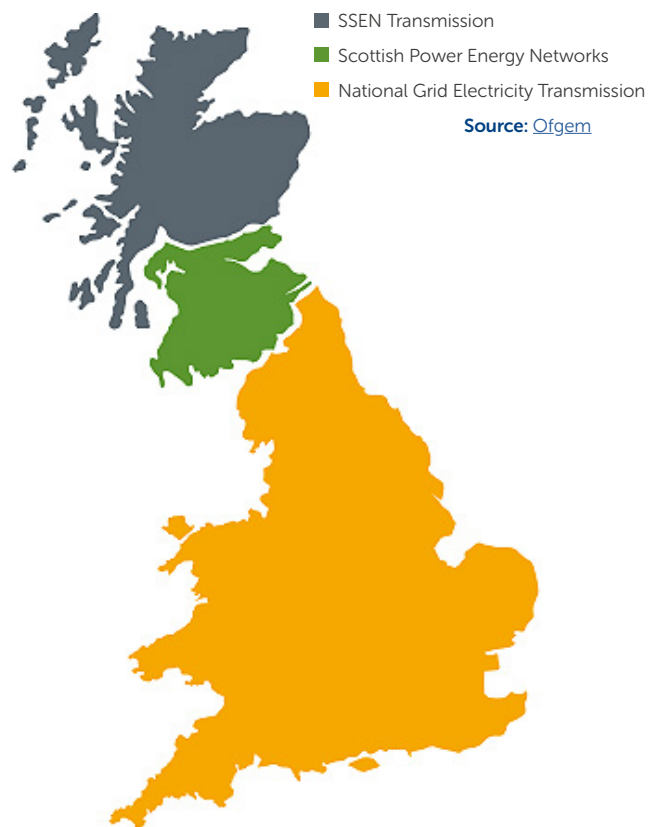 SSEN Transmission
Scottish Power Energy Networks
National Grid Electricity Transmission
Source: Ofgem